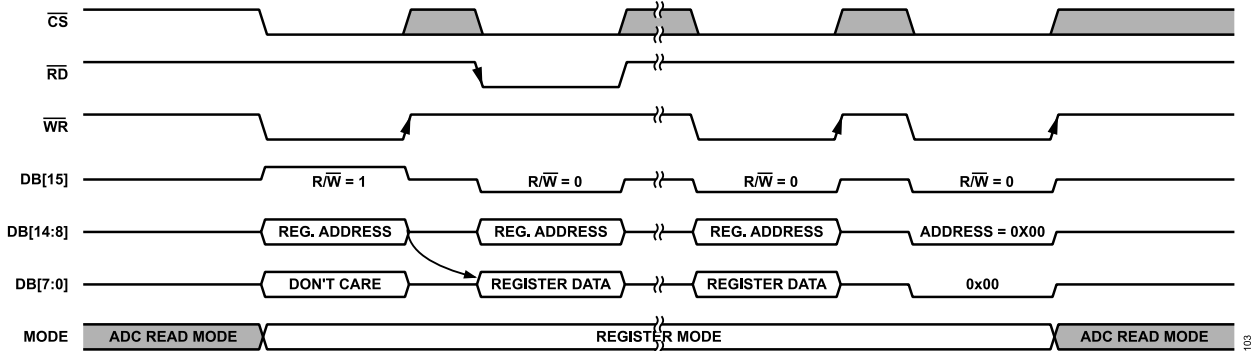 CS
RD
WR
DB[15] R/W = 1 R/W = 0 R/W = 0 R/W = 0
DB[14:8] REG. ADDRESS REG. ADDRESS REG. ADDRESS ADDRESS = 0X00
DB[7:0] DON'T CARE REGISTER DATA REGISTER DATA 0x00
MODE ADC READ MODE REGISTER MODE ADC READ MODE
103